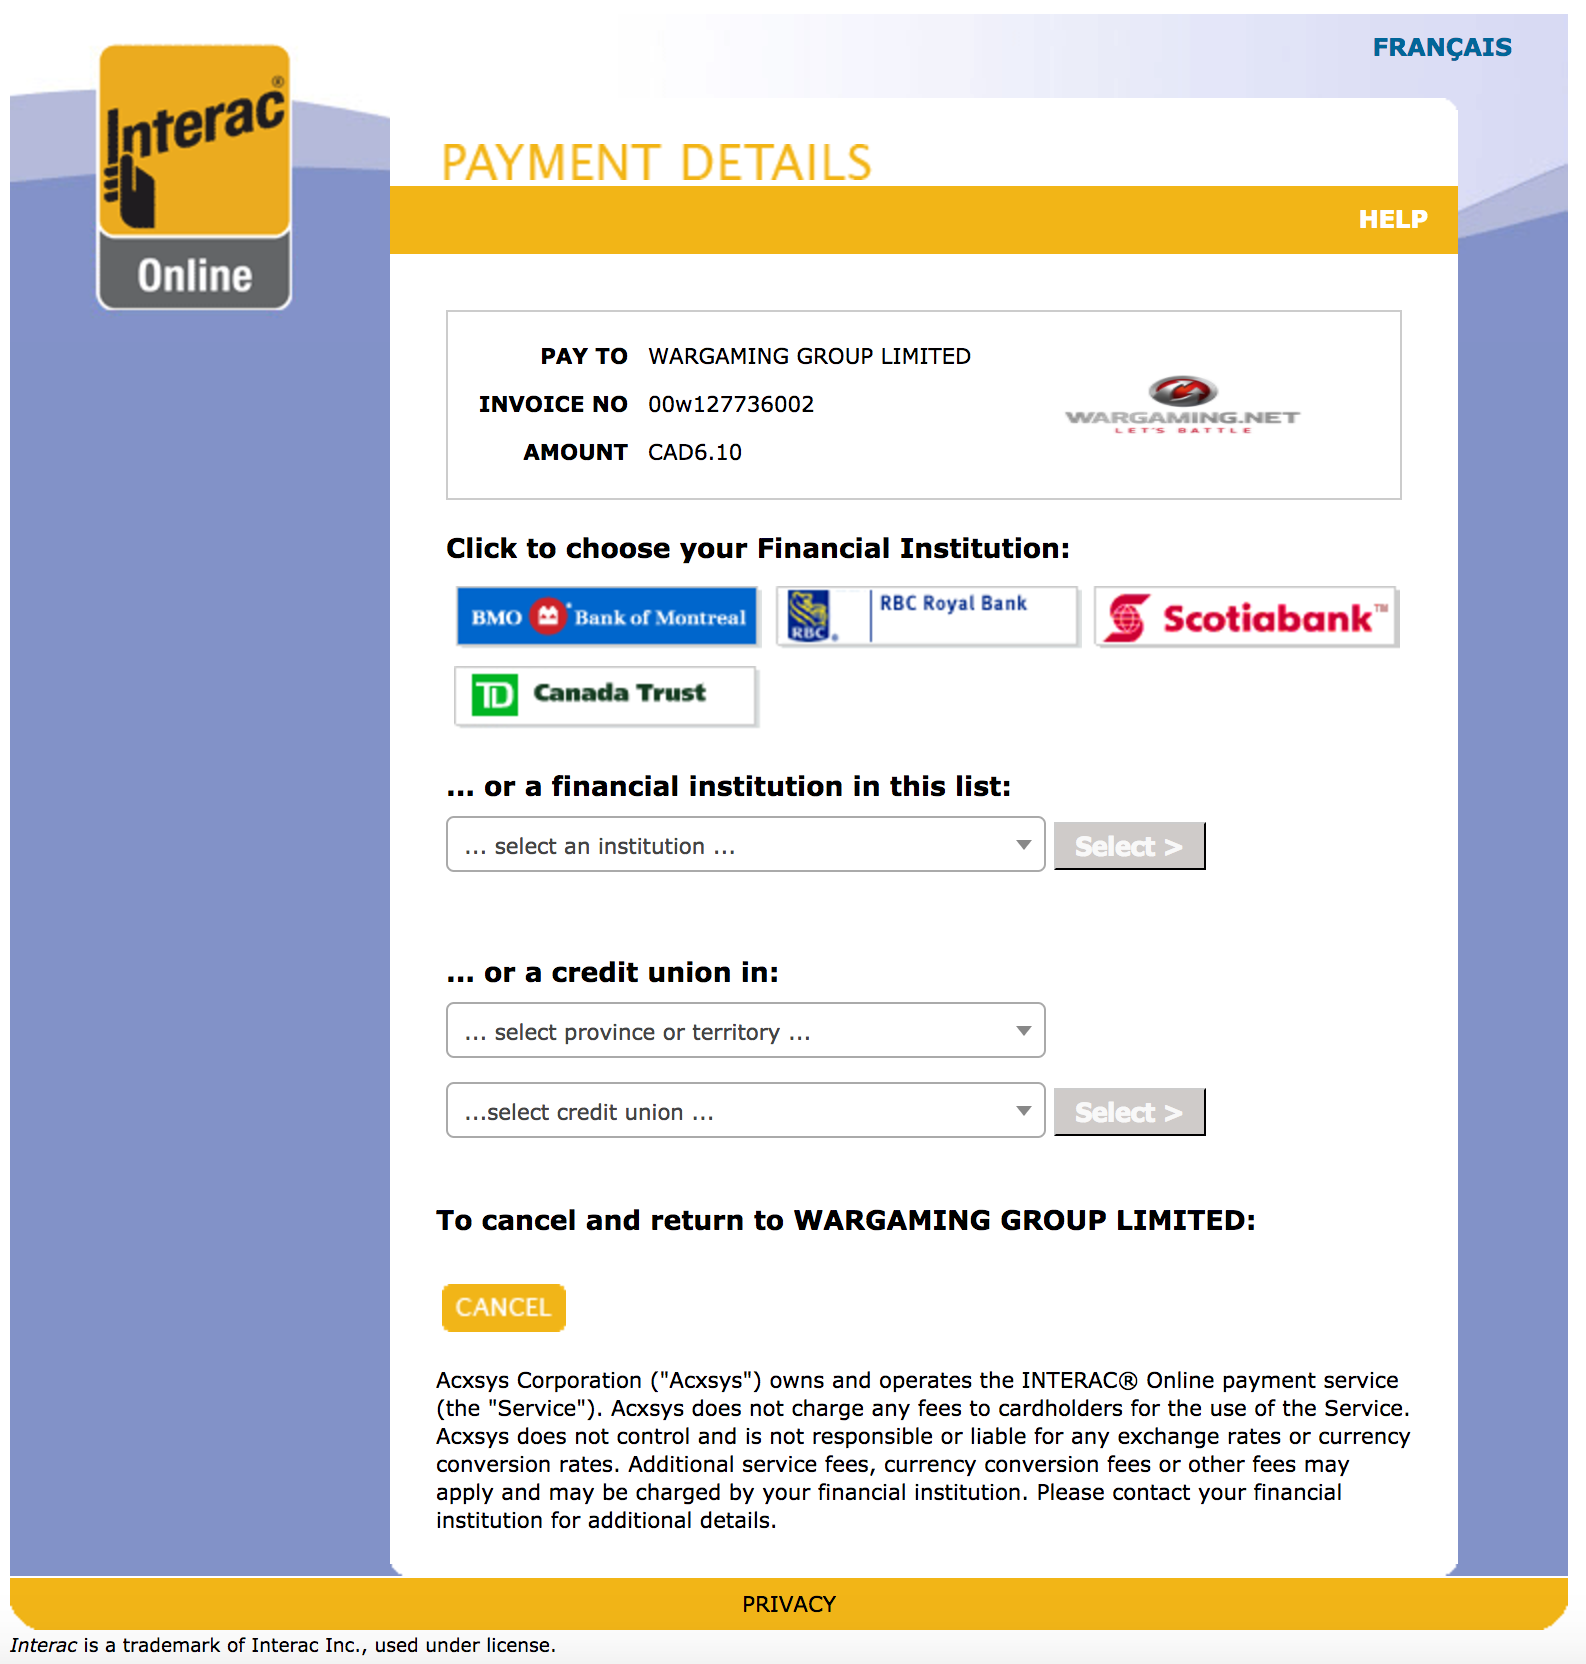 FRANÇAIS
Interac®
Online
PAYMENT DETAILS
HELP
PAY TO WARGAMING GROUP LIMITED
INVOICE NO 00w127736002
AMOUNT CAD6.10
WARGAMING.NET
LET'S BATTLE
Click to choose your Financial Institution:
BMO Bank of Montreal
RBC® RBC Royal Bank
Scotiabank™
TD Canada Trust
... or a financial institution in this list:
... select an institution ...
Select >
... or a credit union in:
... select province or territory ...
...select credit union ...
Select >
To cancel and return to WARGAMING GROUP LIMITED:
CANCEL
Acxsys Corporation ("Acxsys") owns and operates the INTERAC® Online payment service
(the "Service"). Acxsys does not charge any fees to cardholders for the use of the Service.
Acxsys does not control and is not responsible or liable for any exchange rates or currency
conversion rates. Additional service fees, currency conversion fees or other fees may
apply and may be charged by your financial institution. Please contact your financial
institution for additional details.
PRIVACY
Interac is a trademark of Interac Inc., used under license.